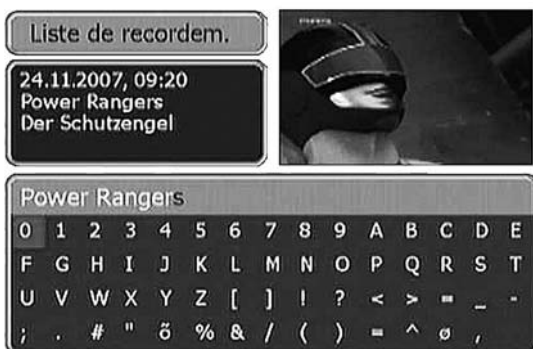 Liste de recordem.
24.11.2007, 09:20
Power Rangers
Der Schutzengel
Power Rangers
0 1 2 3 4 5 6 7 8 9 A B C D E
F G H I J K L M N O P Q R S T
U V W X Y Z [ ] ! ? < > = _ -
; . # " õ % & / ( ) = ^ ø ,